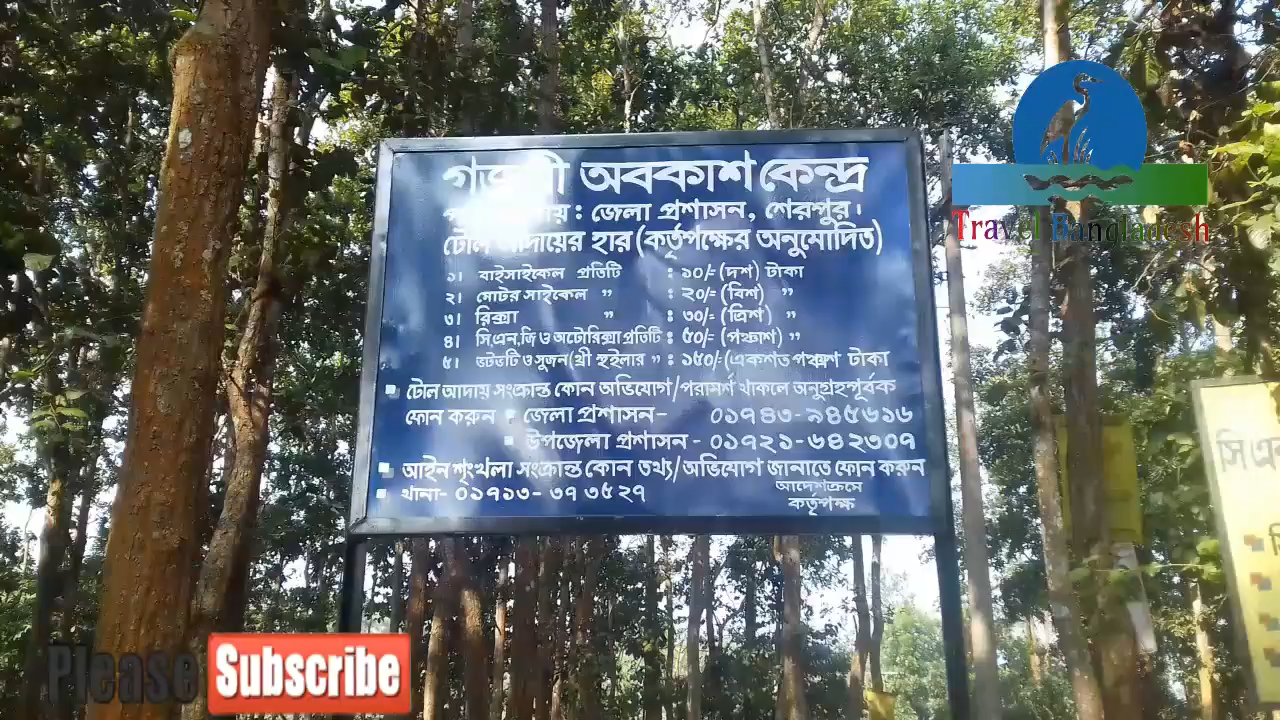 অবকাশ কেন্দ্র
: জেলা প্রশাসন, শেরপুর।
টোল আদায়ের হার (কর্তৃপক্ষের অনুমোদিত)
১। বাইসাইকেল প্রতিটি : ১০/= (দশ) টাকা
২। মোটর সাইকেল ” : ২০/= (বিশ) ”
৩। রিক্সা ” : ৩০/= (ত্রিশ) ”
৪। সি.এন.জি ও অটোরিক্সা প্রতিটি : ৫০/= (পঞ্চাশ) ”
৫। ভটভটি ও সুজন (থ্রী হুইলার ” : ১৫০/= (একশত পঞ্চাশ টাকা
টোল আদায় সংক্রান্ত কোন অভিযোগ/পরামর্শ থাকলে অনুগ্রহপূর্বক
ফোন করুন জেলা প্রশাসন- ০১৭৪৩-৯৪৫৬১৬
উপজেলা প্রশাসন - ০১৭২১-৬৪২৩০৭
আইন শৃংখলা সংক্রান্ত কোন তথ্য/অভিযোগ জানাতে ফোন করুন
থানা- ০১৭১৩- ৩৭৩৫২৭
আদেশক্রমে
কর্তৃপক্ষ
Travel Bangladesh
Please Subscribe